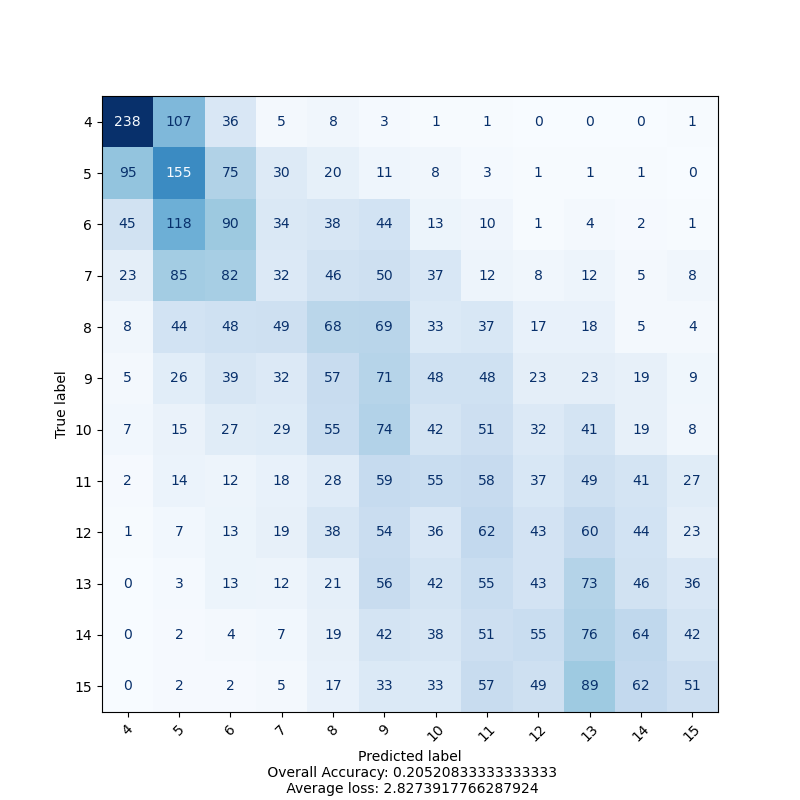 4 238 107 36 5 8 3 1 1 0 0 0 1
5 95 155 75 30 20 11 8 3 1 1 1 0
6 45 118 90 34 38 44 13 10 1 4 2 1
7 23 85 82 32 46 50 37 12 8 12 5 8
8 8 44 48 49 68 69 33 37 17 18 5 4
9 5 26 39 32 57 71 48 48 23 23 19 9
10 7 15 27 29 55 74 42 51 32 41 19 8
11 2 14 12 18 28 59 55 58 37 49 41 27
12 1 7 13 19 38 54 36 62 43 60 44 23
13 0 3 13 12 21 56 42 55 43 73 46 36
14 0 2 4 7 19 42 38 51 55 76 64 42
15 0 2 2 5 17 33 33 57 49 89 62 51
4 5 6 7 8 9 10 11 12 13 14 15
True label
Predicted label
Overall Accuracy: 0.20520833333333333
Average loss: 2.8273917766287924